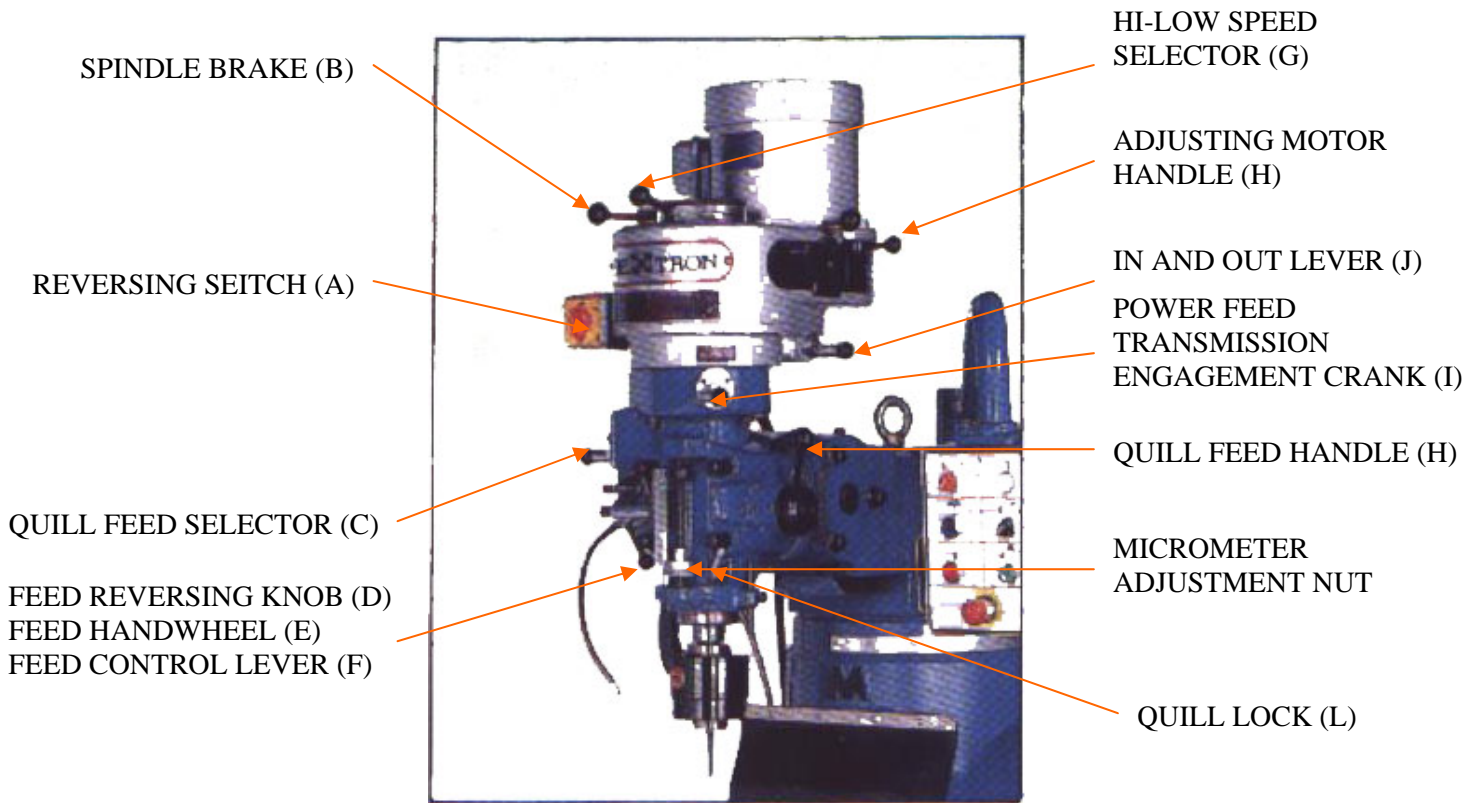 HI-LOW SPEED
SELECTOR (G)
SPINDLE BRAKE (B)
ADJUSTING MOTOR
HANDLE (H)
IN AND OUT LEVER (J)
REVERSING SEITCH (A)
POWER FEED
TRANSMISSION
ENGAGEMENT CRANK (I)
QUILL FEED HANDLE (H)
QUILL FEED SELECTOR (C)
MICROMETER
ADJUSTMENT NUT
FEED REVERSING KNOB (D)
FEED HANDWHEEL (E)
FEED CONTROL LEVER (F)
QUILL LOCK (L)